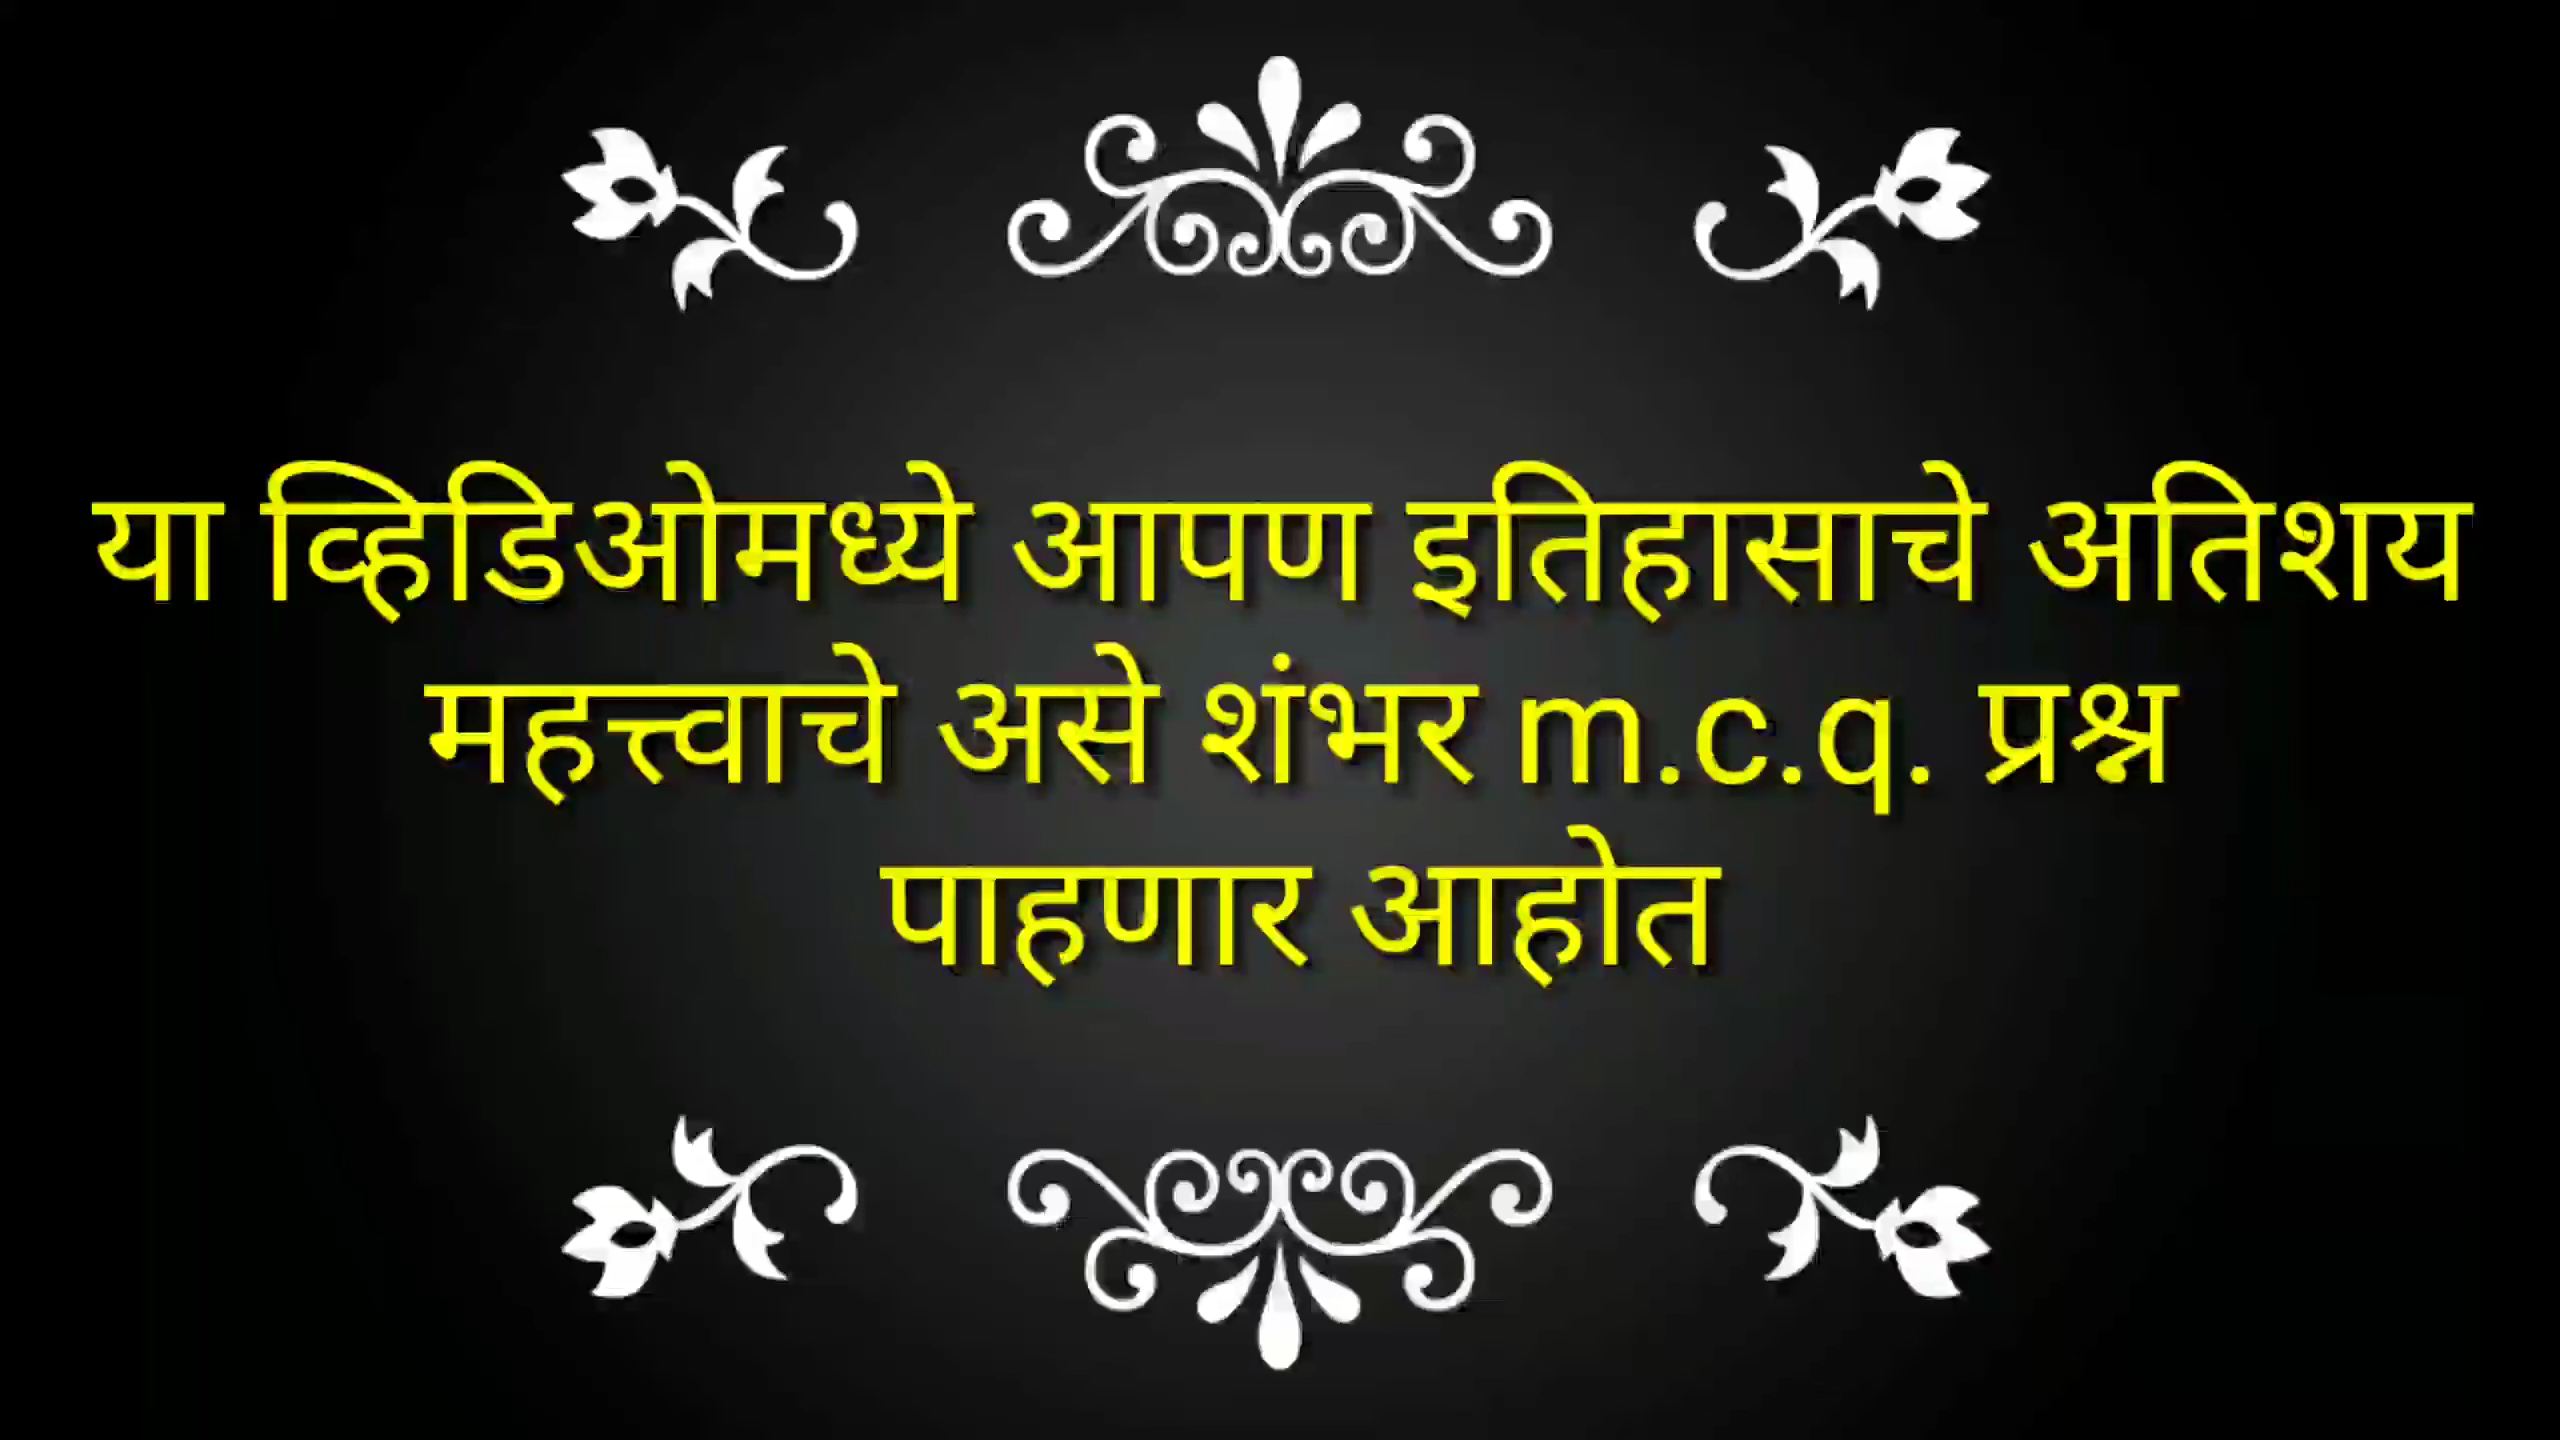 या व्हिडिओमध्ये आपण इतिहासाचे अतिशय
महत्त्वाचे असे शंभर m.c.q. प्रश्न
पाहणार आहोत